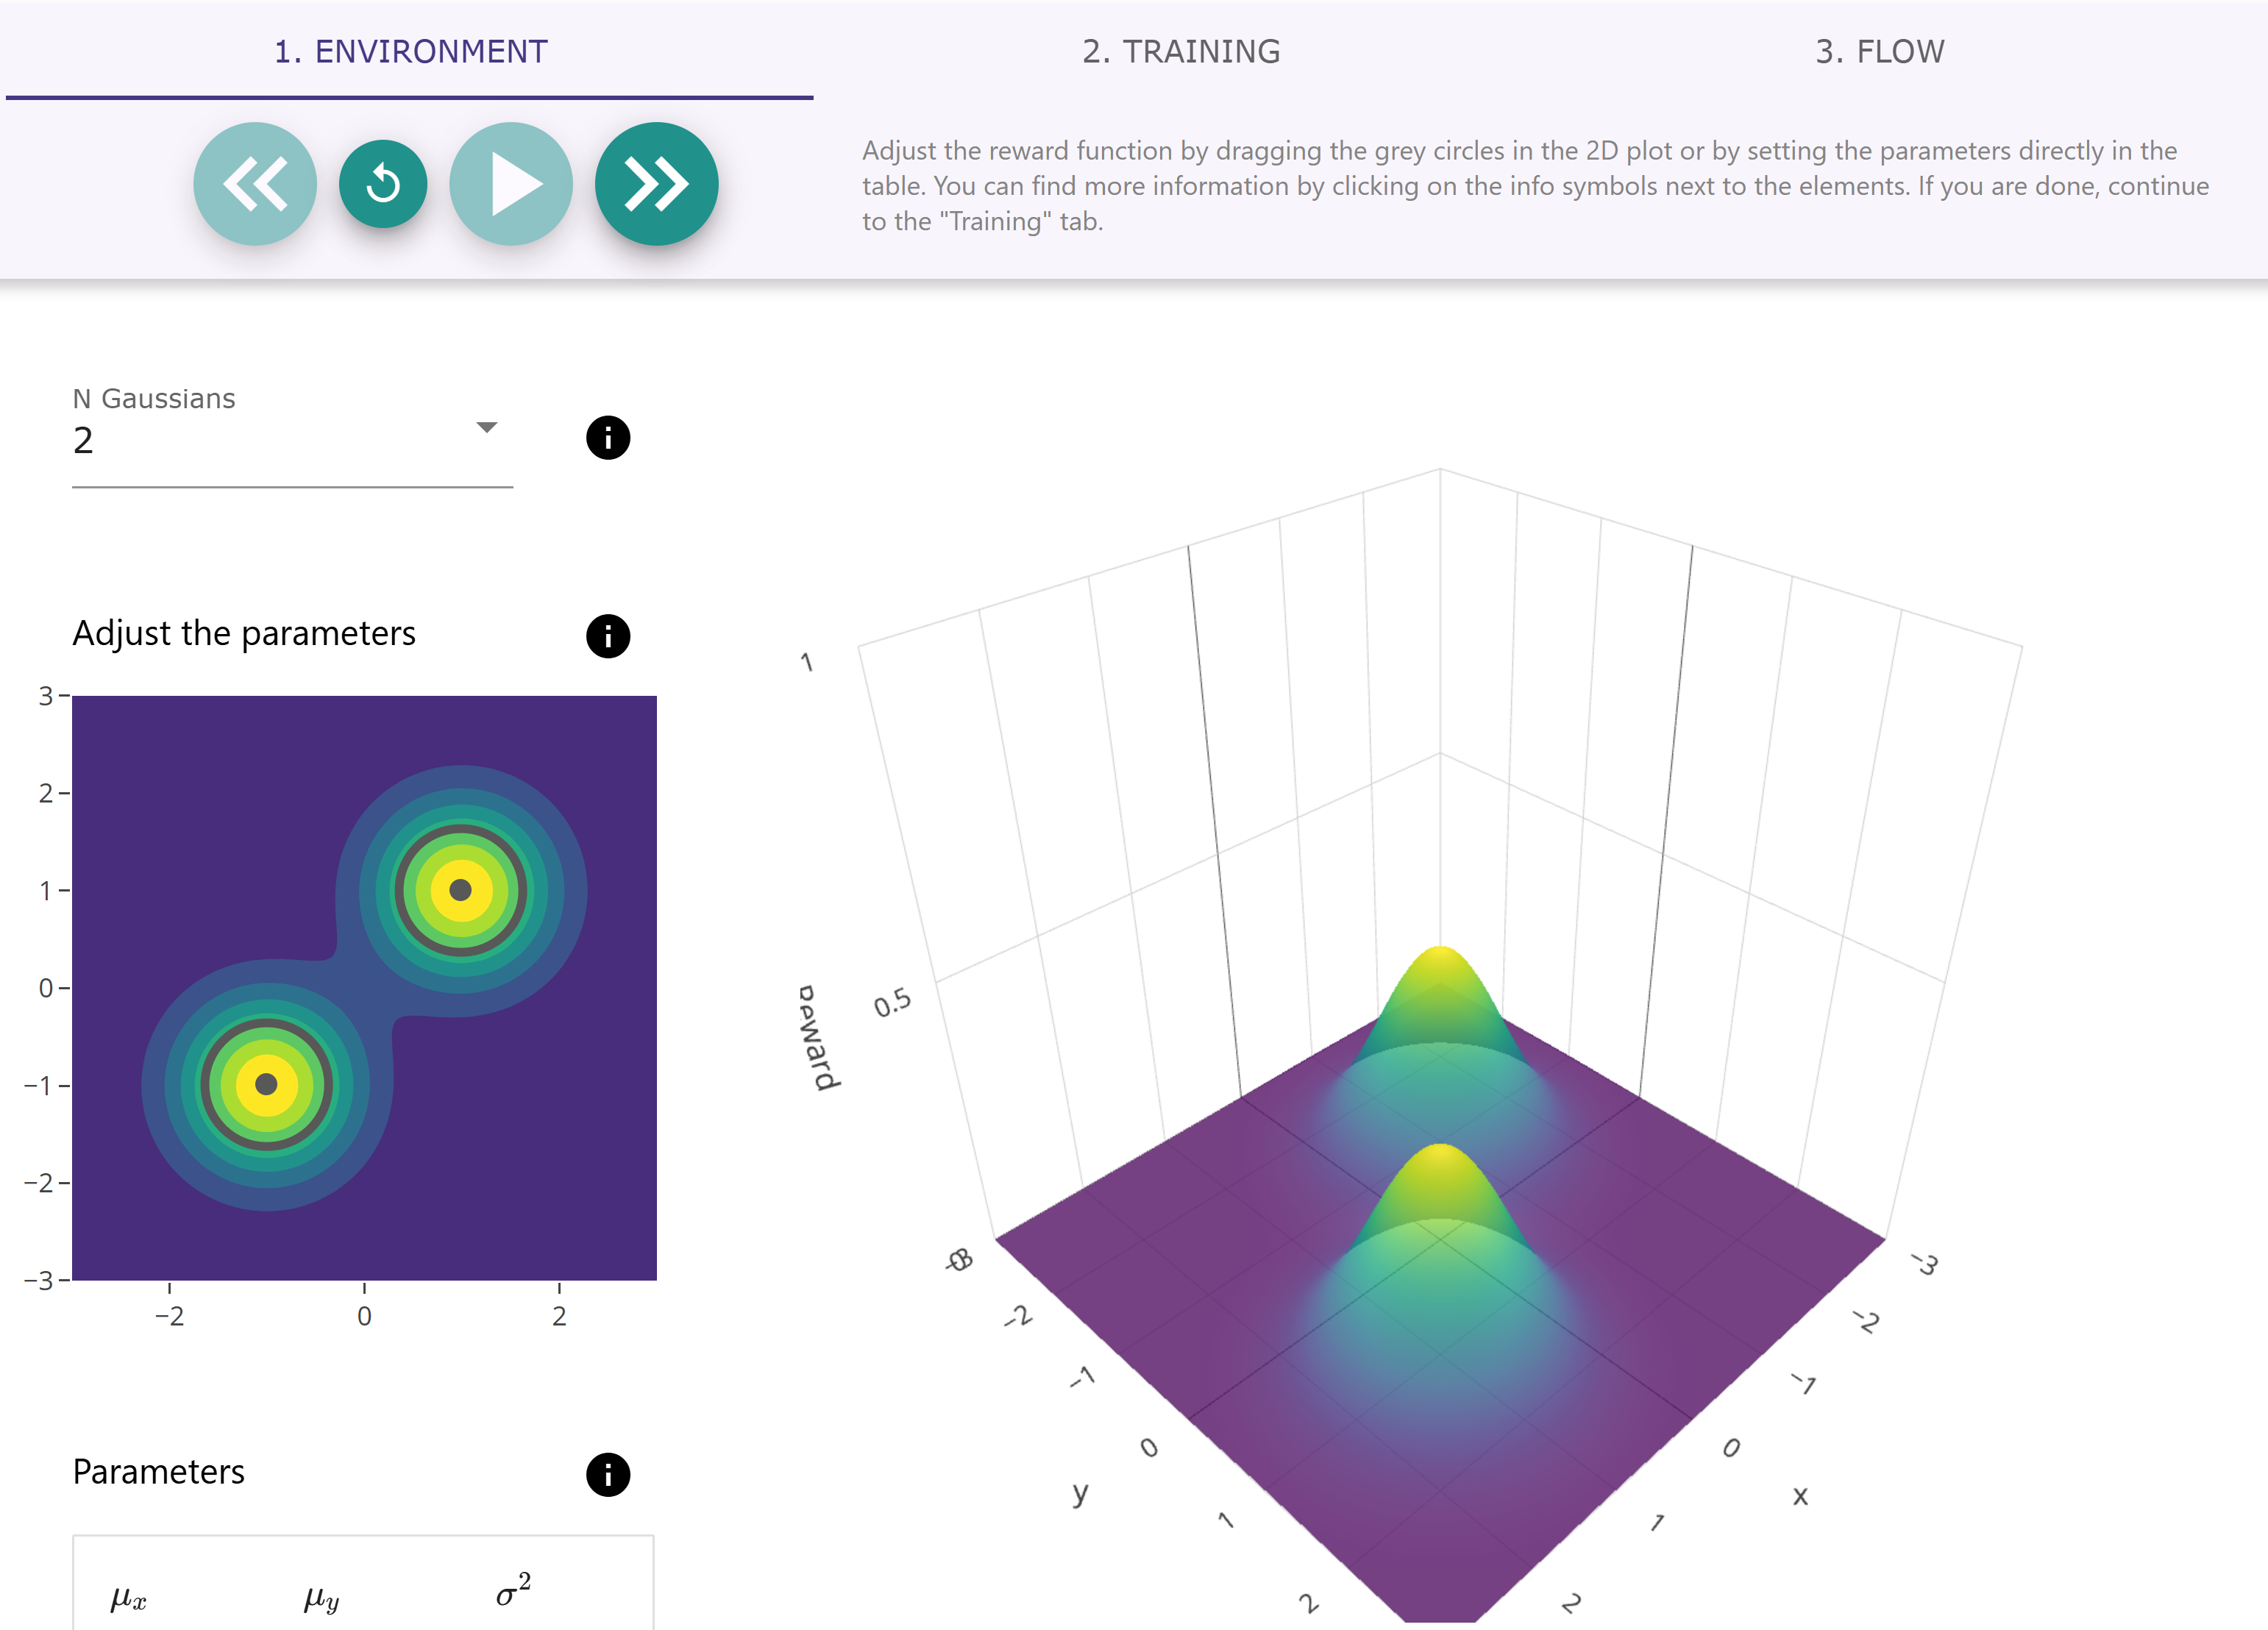 1. ENVIRONMENT
2. TRAINING
3. FLOW
Adjust the reward function by dragging the grey circles in the 2D plot or by setting the parameters directly in the
table. You can find more information by clicking on the info symbols next to the elements. If you are done, continue
to the "Training" tab.
N Gaussians
2
i
Adjust the parameters
i
3
2
1
0
−1
−2
−3
−2
0
2
1
0.5
Reward
−3
0
−2
−1
0
1
2
y
−3
−2
−1
0
1
2
x
Parameters
i
μx
μy
σ²